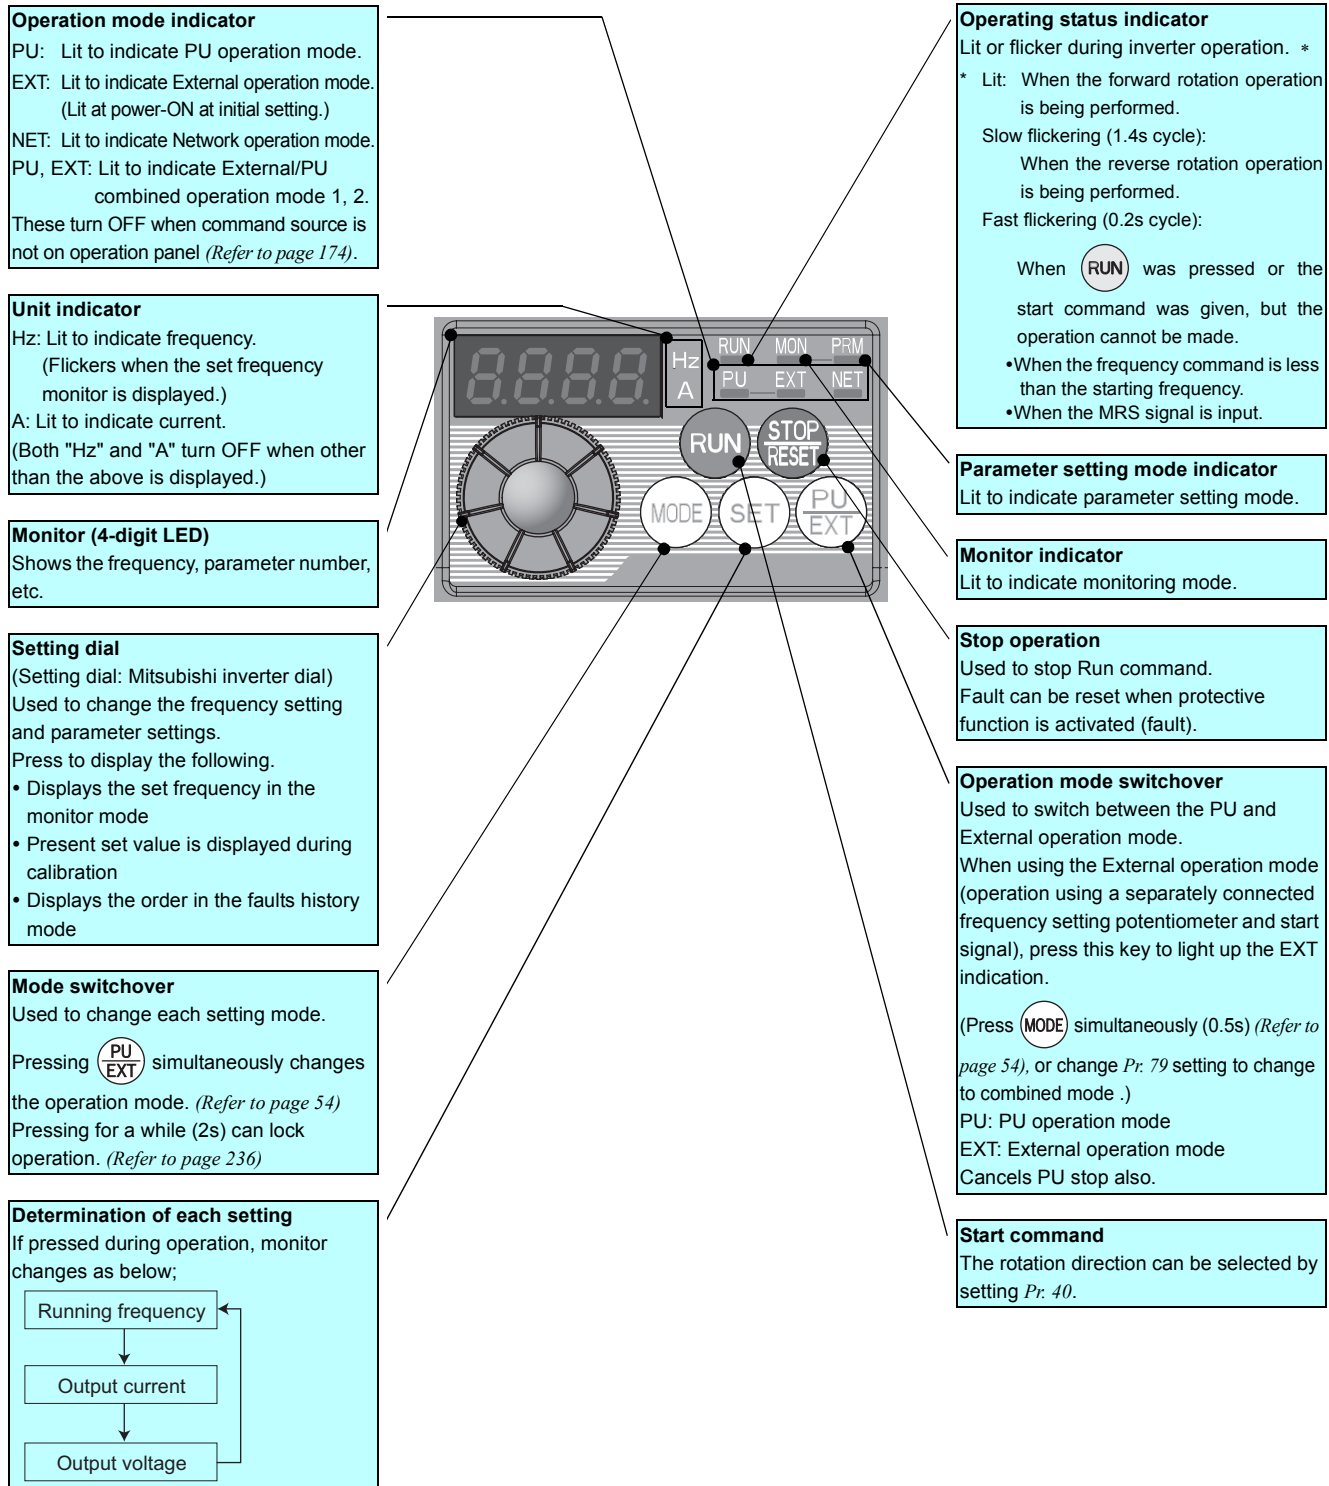 Operation mode indicator
PU: Lit to indicate PU operation mode.
EXT: Lit to indicate External operation mode.
(Lit at power-ON at initial setting.)
NET: Lit to indicate Network operation mode.
PU, EXT: Lit to indicate External/PU
combined operation mode 1, 2.
These turn OFF when command source is
not on operation panel (Refer to page 174).
Unit indicator
Hz: Lit to indicate frequency.
(Flickers when the set frequency
monitor is displayed.)
A: Lit to indicate current.
(Both "Hz" and "A" turn OFF when other
than the above is displayed.)
Monitor (4-digit LED)
Shows the frequency, parameter number,
etc.
Setting dial
(Setting dial: Mitsubishi inverter dial)
Used to change the frequency setting
and parameter settings.
Press to display the following.
• Displays the set frequency in the
monitor mode
• Present set value is displayed during
calibration
• Displays the order in the faults history
mode
Mode switchover
Used to change each setting mode.
Pressing PU/EXT simultaneously changes
the operation mode. (Refer to page 54)
Pressing for a while (2s) can lock
operation. (Refer to page 236)
Determination of each setting
If pressed during operation, monitor
changes as below;
Running frequency
Output current
Output voltage
8.8.8.8.
Hz
A
RUN MON PRM
PU EXT NET
RUN
STOP
RESET
MODE
SET
PU
EXT
Operating status indicator
Lit or flicker during inverter operation. *
* Lit: When the forward rotation operation
is being performed.
Slow flickering (1.4s cycle):
When the reverse rotation operation
is being performed.
Fast flickering (0.2s cycle):
When RUN was pressed or the
start command was given, but the
operation cannot be made.
•When the frequency command is less
than the starting frequency.
•When the MRS signal is input.
Parameter setting mode indicator
Lit to indicate parameter setting mode.
Monitor indicator
Lit to indicate monitoring mode.
Stop operation
Used to stop Run command.
Fault can be reset when protective
function is activated (fault).
Operation mode switchover
Used to switch between the PU and
External operation mode.
When using the External operation mode
(operation using a separately connected
frequency setting potentiometer and start
signal), press this key to light up the EXT
indication.
(Press MODE simultaneously (0.5s) (Refer to
page 54), or change Pr. 79 setting to change
to combined mode .)
PU: PU operation mode
EXT: External operation mode
Cancels PU stop also.
Start command
The rotation direction can be selected by
setting Pr. 40.